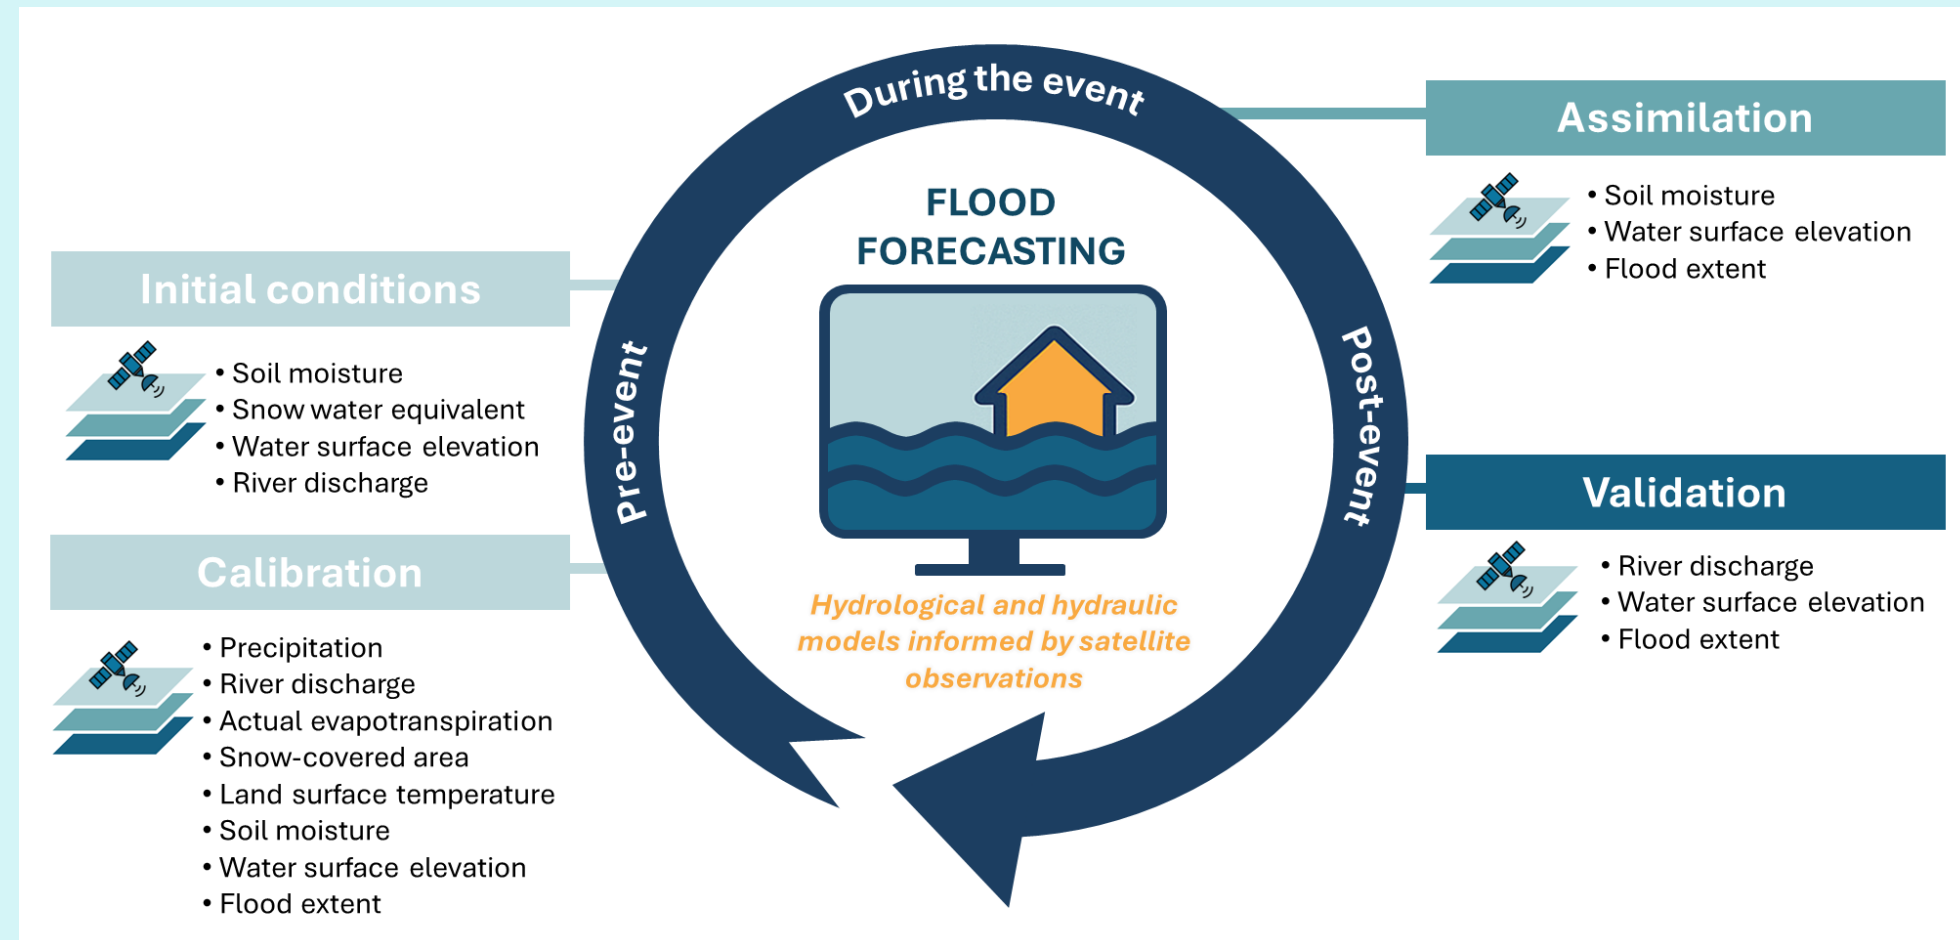 During the event
Pre-event
Post-event
FLOOD
FORECASTING
Hydrological and hydraulic
models informed by satellite
observations
Initial conditions
• Soil moisture
• Snow water equivalent
• Water surface elevation
• River discharge
Calibration
• Precipitation
• River discharge
• Actual evapotranspiration
• Snow-covered area
• Land surface temperature
• Soil moisture
• Water surface elevation
• Flood extent
Assimilation
• Soil moisture
• Water surface elevation
• Flood extent
Validation
• River discharge
• Water surface elevation
• Flood extent